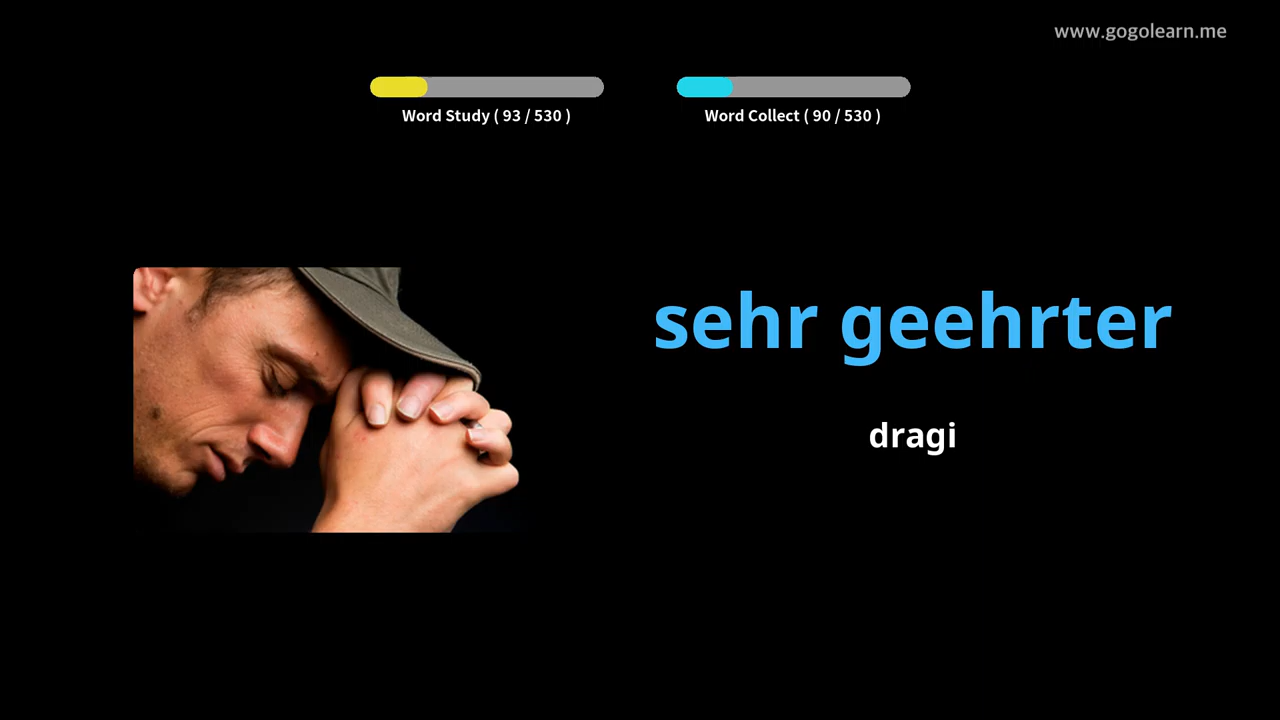 www.gogolearn.me
Word Study ( 93 / 530 )
Word Collect ( 90 / 530 )
sehr geehrter
dragi